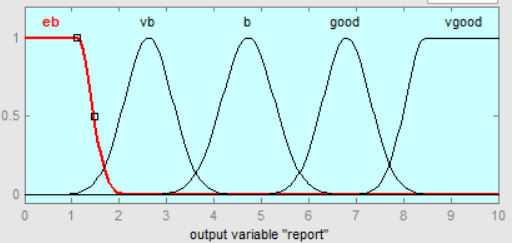 eb vb b good vgood
1
0.5
0
0 1 2 3 4 5 6 7 8 9 10
output variable "report"